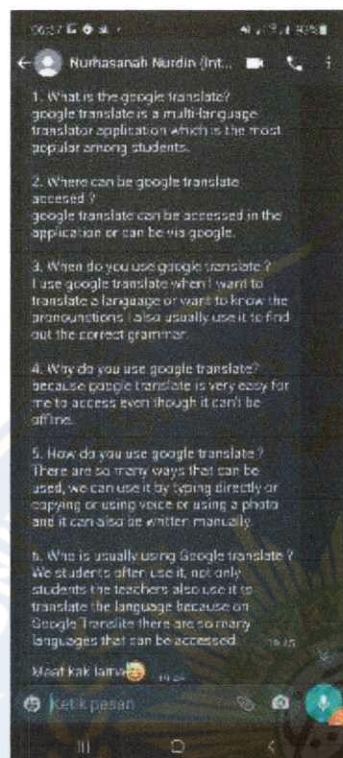 06:57
93%
Nurhasanah Nurdin (Int...
1. What is the google translate?
google translate is a multi-language
translator application which is the most
popular among students.
2. Where can be google translate
accesed ?
google translate can be accessed in the
application or can be via google.
3. When do you use google translate ?
I use google translate when I want to
translate a language or want to know the
pronounctions I also usually use it to find
out the correct grammar.
4. Why do you use google translate?
because google translate is very easy for
me to access even though it can't be
offline.
5. How do you use google translate ?
There are so many ways that can be
used, we can use it by typing directly or
copying or using voice or using a photo
and it can also be written manually.
6. Who is usually using Google translate ?
We students often use it, not only
students the teachers also use it to
translate the language because on
Google Translite there are so many
languages that can be accessed
19.45
Maaf kak lama😅
19.46
Ketik pesan